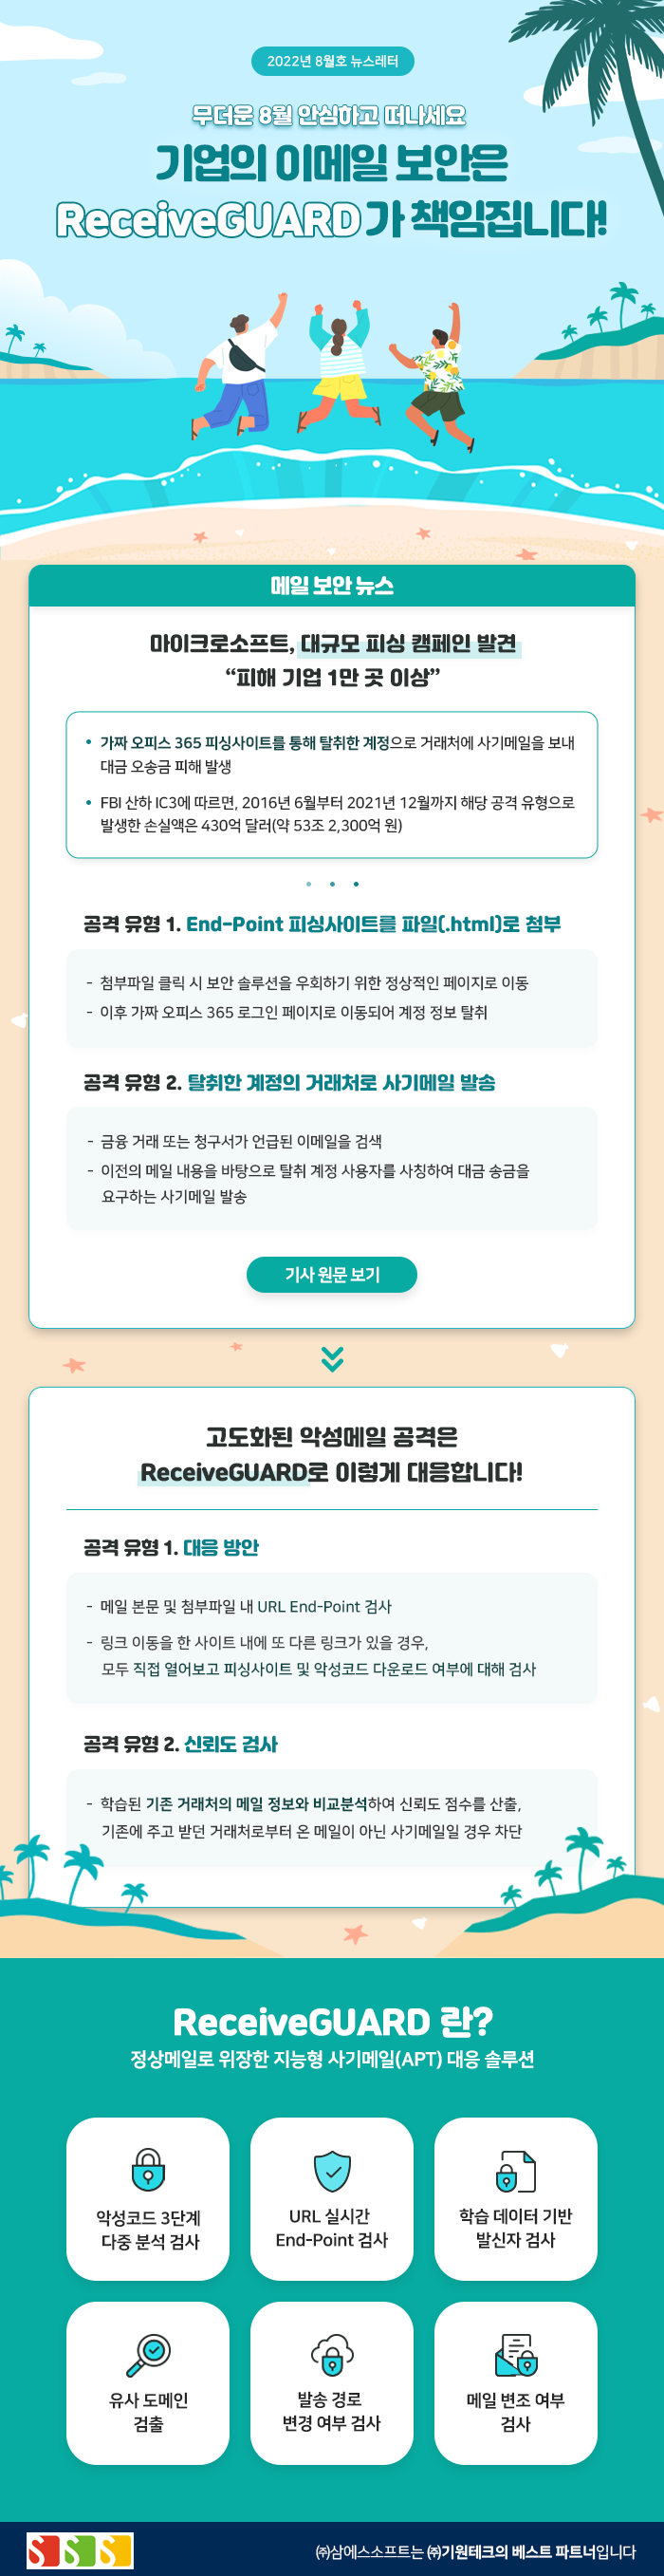 2022년 8월호 뉴스레터
무더운 8월 안심하고 떠나세요
기업의 이메일 보안은
ReceiveGUARD가 책임집니다!
메일 보안 뉴스
마이크로소프트, 대규모 피싱 캠페인 발견
“피해 기업 1만 곳 이상”
• 가짜 오피스 365 피싱사이트를 통해 탈취한 계정으로 거래처에 사기메일을 보내
대금 오송금 피해 발생
• FBI 산하 IC3에 따르면, 2016년 6월부터 2021년 12월까지 해당 공격 유형으로
발생한 손실액은 430억 달러(약 53조 2,300억 원)
공격 유형 1. End-Point 피싱사이트를 파일(.html)로 첨부
- 첨부파일 클릭 시 보안 솔루션을 우회하기 위한 정상적인 페이지로 이동
- 이후 가짜 오피스 365 로그인 페이지로 이동되어 계정 정보 탈취
공격 유형 2. 탈취한 계정의 거래처로 사기메일 발송
- 금융 거래 또는 청구서가 언급된 이메일을 검색
- 이전의 메일 내용을 바탕으로 탈취 계정 사용자를 사칭하여 대금 송금을
요구하는 사기메일 발송
기사 원문 보기
고도화된 악성메일 공격은
ReceiveGUARD로 이렇게 대응합니다!
공격 유형 1. 대응 방안
- 메일 본문 및 첨부파일 내 URL End-Point 검사
- 링크 이동을 한 사이트 내에 또 다른 링크가 있을 경우,
모두 직접 열어보고 피싱사이트 및 악성코드 다운로드 여부에 대해 검사
공격 유형 2. 신뢰도 검사
- 학습된 기존 거래처의 메일 정보와 비교분석하여 신뢰도 점수를 산출,
기존에 주고 받던 거래처로부터 온 메일이 아닌 사기메일일 경우 차단
ReceiveGUARD 란?
정상메일로 위장한 지능형 사기메일(APT) 대응 솔루션
악성코드 3단계
다중 분석 검사
URL 실시간
End-Point 검사
학습 데이터 기반
발신자 검사
유사 도메인
검출
발송 경로
변경 여부 검사
메일 변조 여부
검사
SSS
㈜삼에스소프트는 ㈜기원테크의 베스트 파트너입니다